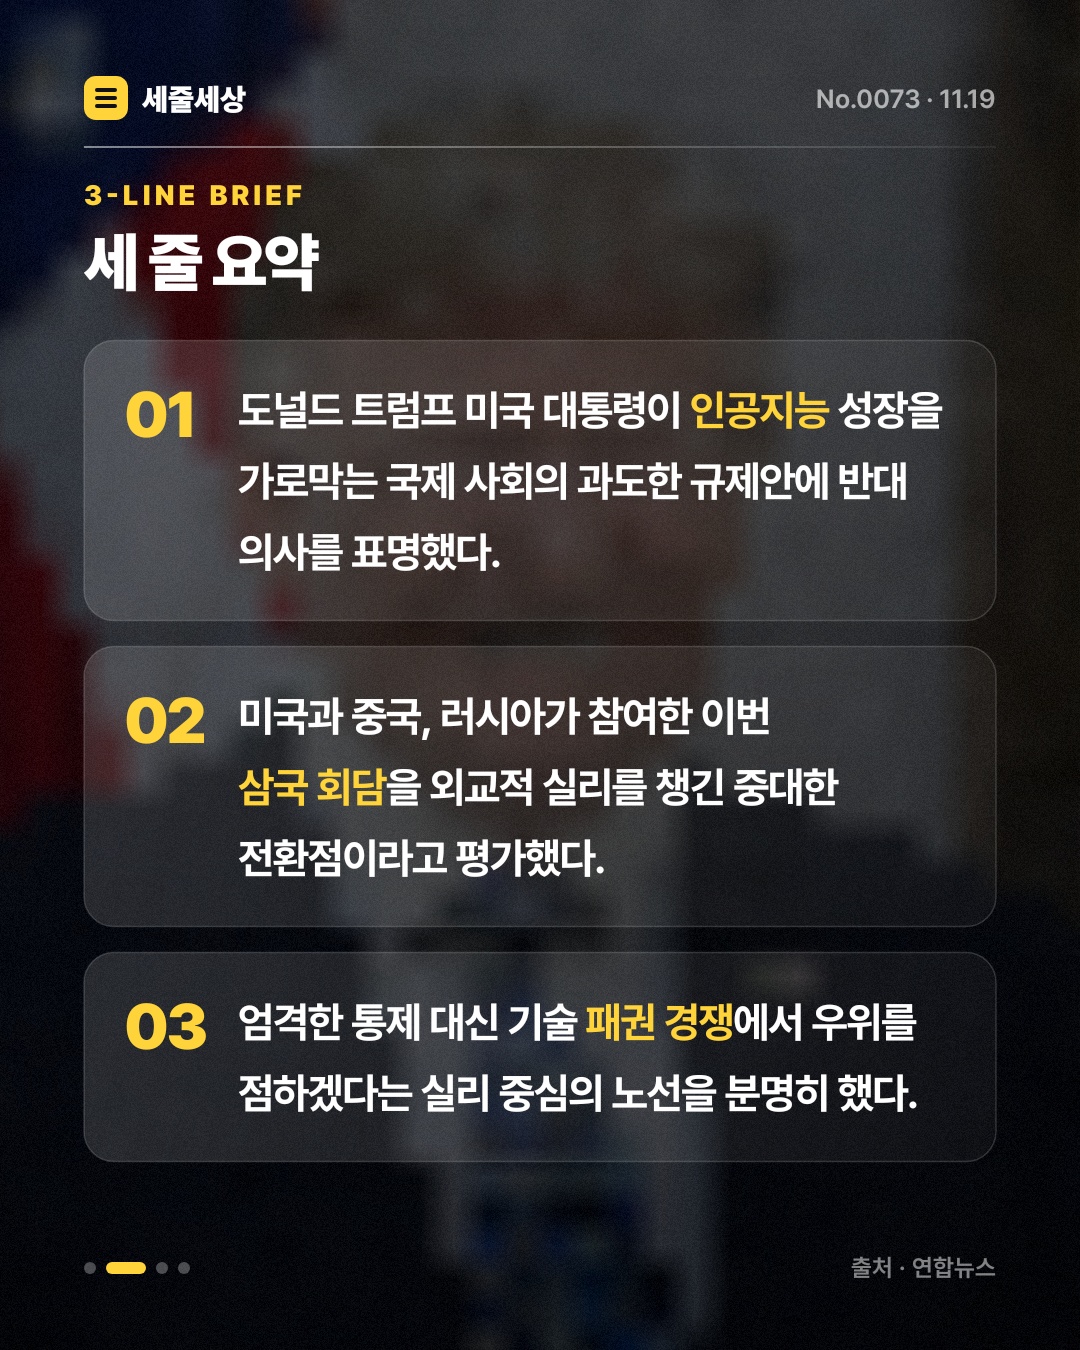 세줄세상
No.0073 · 11.19
3-LINE BRIEF
세 줄 요약
01
도널드 트럼프 미국 대통령이 인공지능 성장을
가로막는 국제 사회의 과도한 규제안에 반대
의사를 표명했다.
02
미국과 중국, 러시아가 참여한 이번
삼국 회담을 외교적 실리를 챙긴 중대한
전환점이라고 평가했다.
03
엄격한 통제 대신 기술 패권 경쟁에서 우위를
점하겠다는 실리 중심의 노선을 분명히 했다.
출처 · 연합뉴스